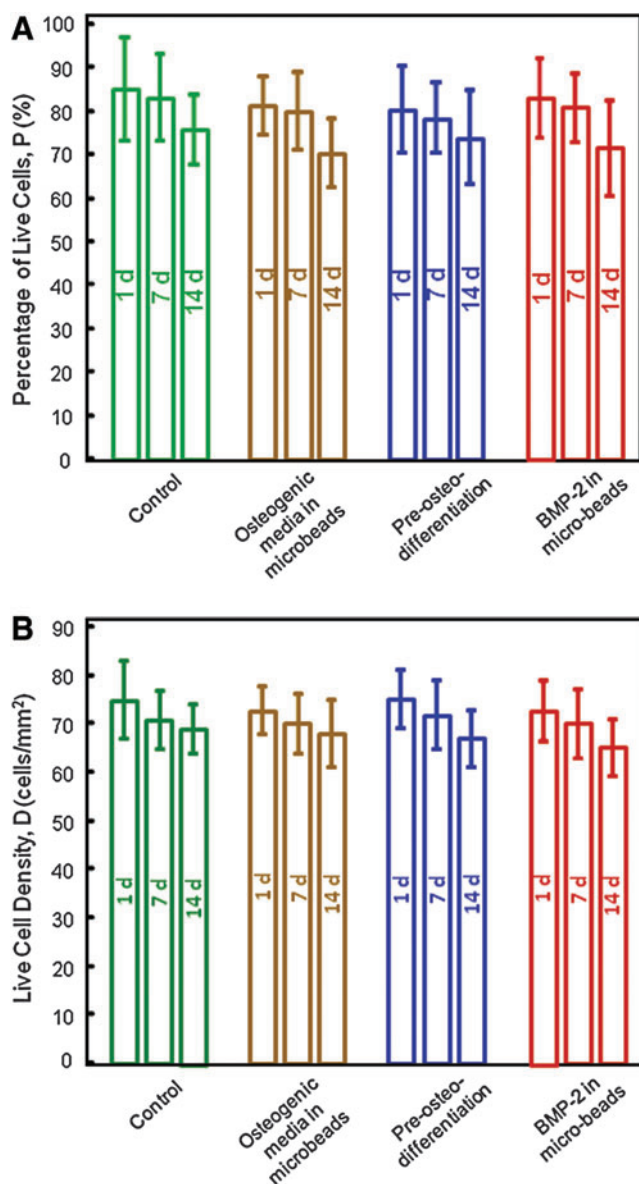 A
Percentage of Live Cells, P (%)
100
90
80
70
60
50
40
30
20
10
0
1 d
7 d
14 d
1 d
7 d
14 d
1 d
7 d
14 d
1 d
7 d
14 d
Control
Osteogenic
media in
microbeads
Pre-osteo-
differentiation
BMP-2 in
micro-beads
B
Live Cell Density, D (cells/mm²)
90
80
70
60
50
40
30
20
10
0
1 d
7 d
14 d
1 d
7 d
14 d
1 d
7 d
14 d
1 d
7 d
14 d
Control
Osteogenic
media in
microbeads
Pre-osteo-
differentiation
BMP-2 in
micro-beads